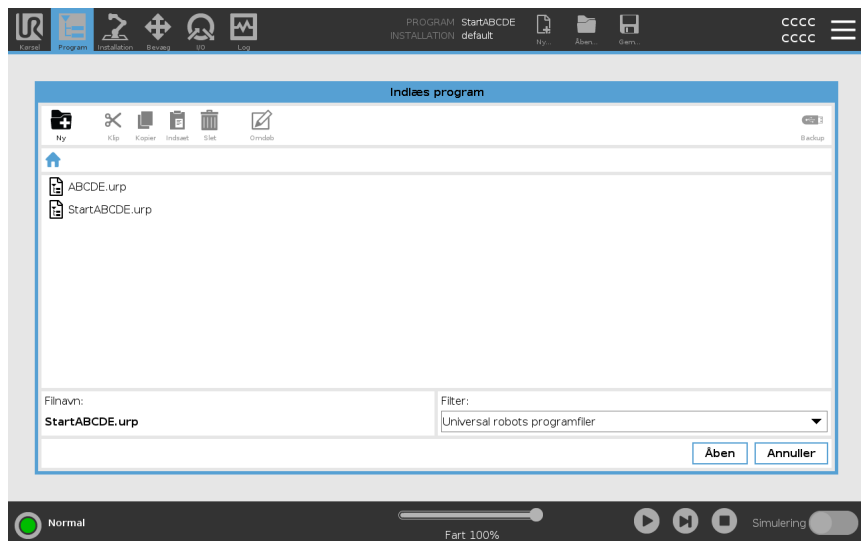 UR
PROGRAM StartABCDE
INSTALLATION default
CCCC
CCCC
Kørsel Program Installation Bevæg I/O Log
Ny... Åben... Gem...
Indlæs program
Ny Klip Kopier Indsæt Slet Omdøb Backup
ABCDE.urp
StartABCDE.urp
Filnavn:
Filter:
StartABCDE.urp
Universal robots programfiler
Åben Annuller
Normal
Fart 100%
Simulering